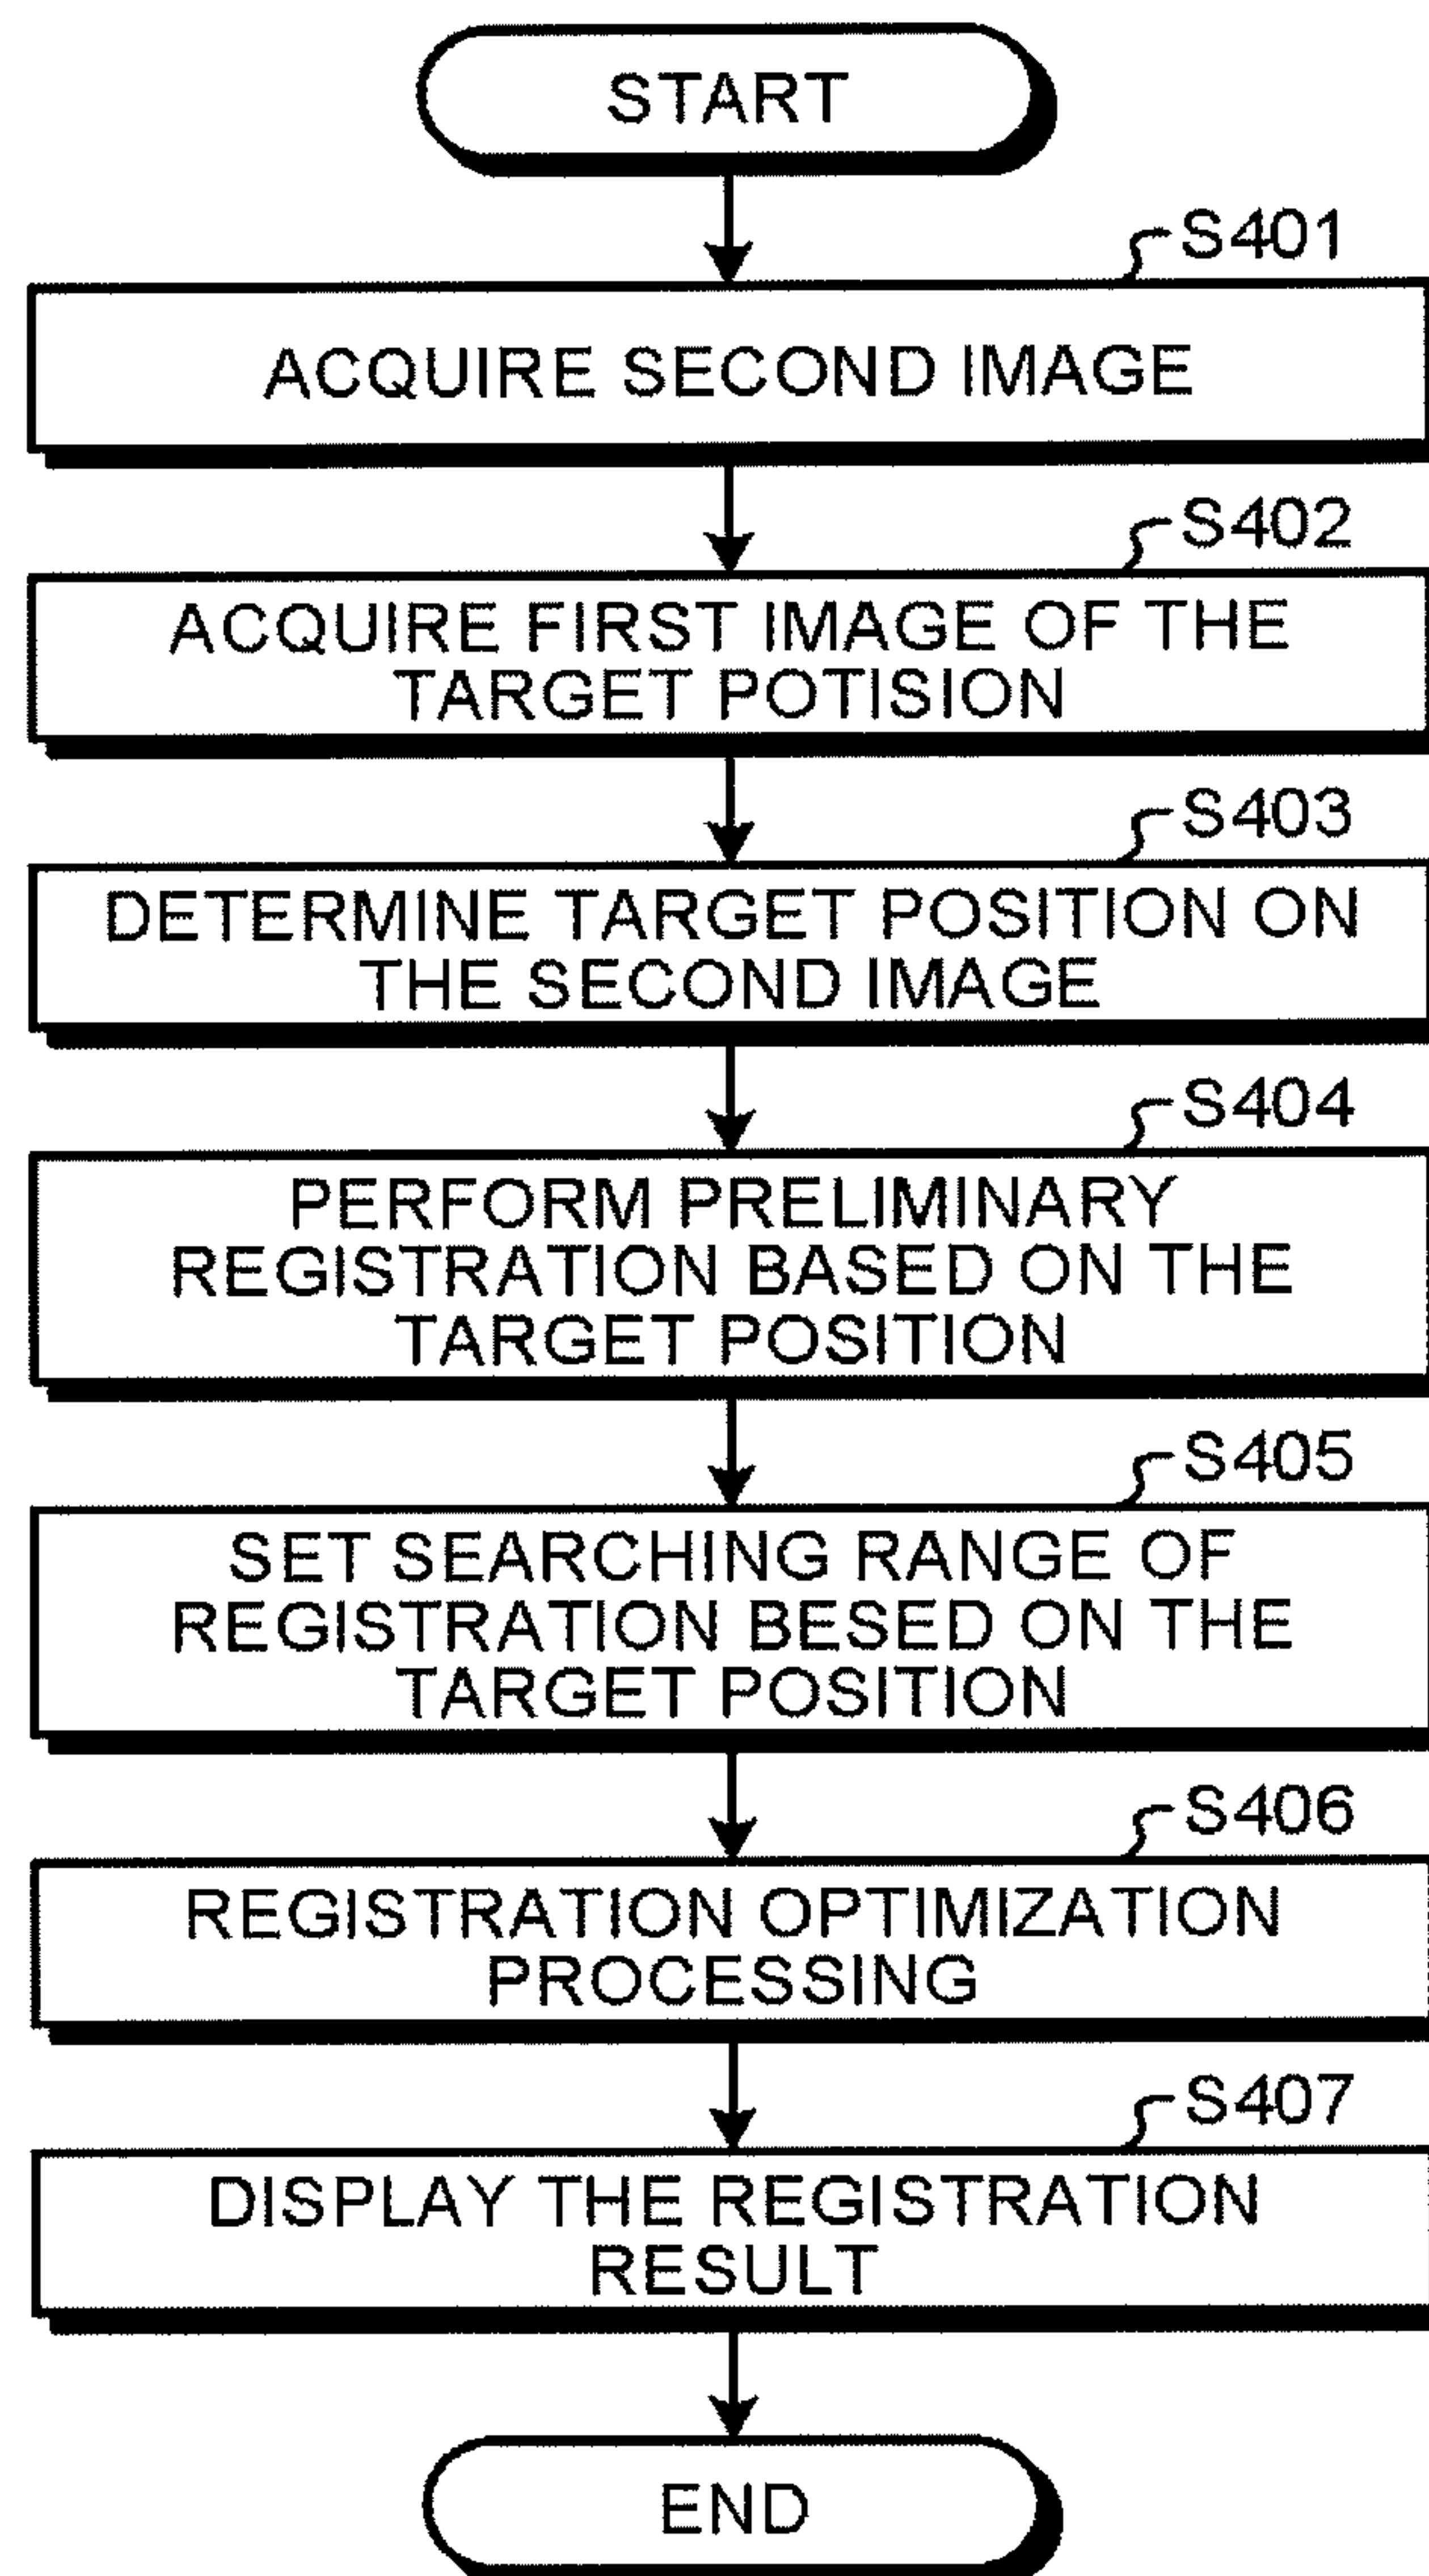 START
S401
ACQUIRE SECOND IMAGE
S402
ACQUIRE FIRST IMAGE OF THE
TARGET POTISION
S403
DETERMINE TARGET POSITION ON
THE SECOND IMAGE
S404
PERFORM PRELIMINARY
REGISTRATION BASED ON THE
TARGET POSITION
S405
SET SEARCHING RANGE OF
REGISTRATION BESED ON THE
TARGET POSITION
S406
REGISTRATION OPTIMIZATION
PROCESSING
S407
DISPLAY THE REGISTRATION
RESULT
END